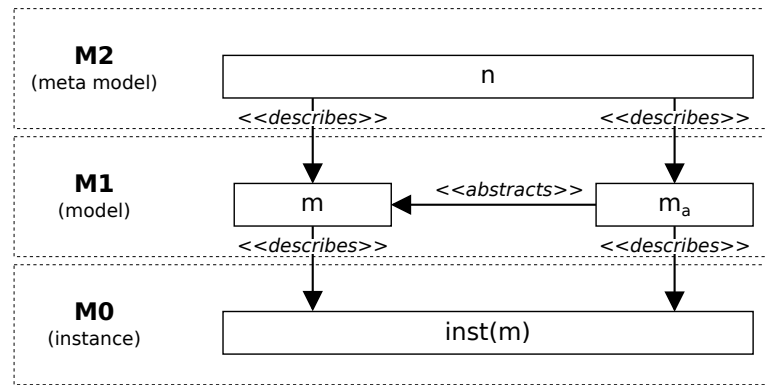 M2
(meta model)
n
<<describes>> <<describes>>
M1
(model)
m
<<abstracts>>
mₐ
<<describes>> <<describes>>
M0
(instance)
inst(m)